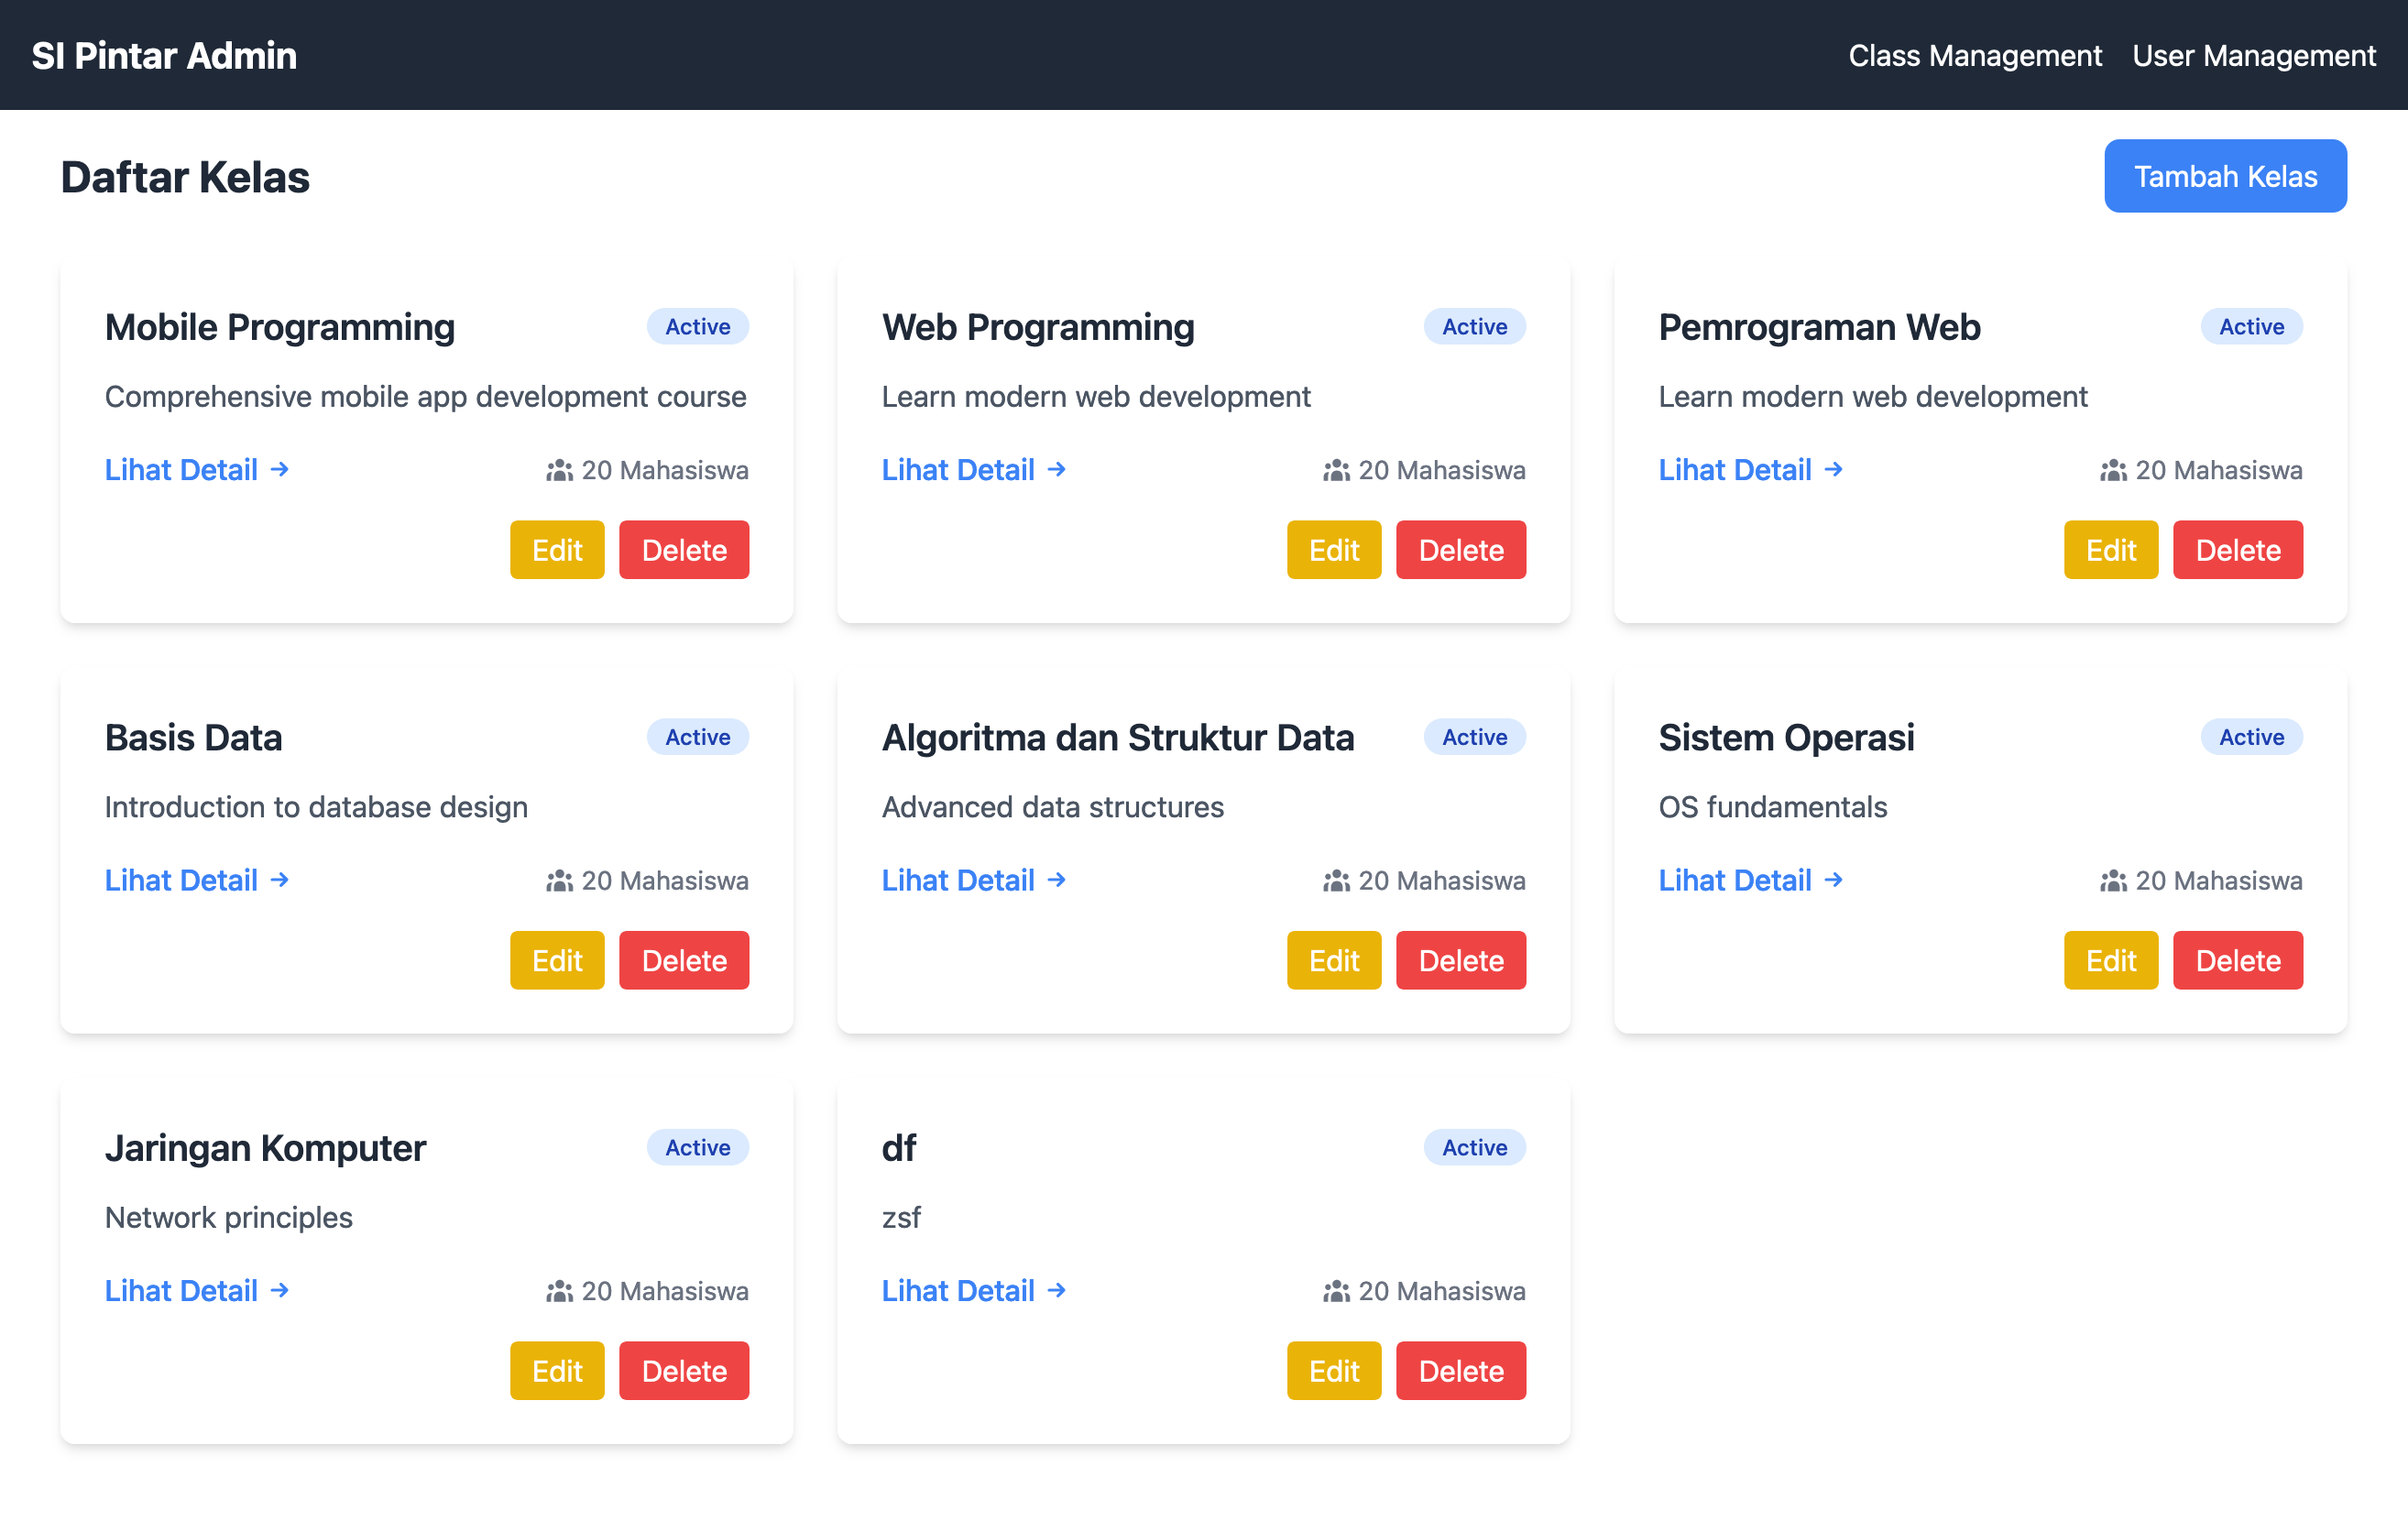 SI Pintar Admin
Class Management
User Management
Daftar Kelas
Tambah Kelas
Mobile Programming
Active
Comprehensive mobile app development course
Lihat Detail →
20 Mahasiswa
Edit
Delete
Web Programming
Active
Learn modern web development
Lihat Detail →
20 Mahasiswa
Edit
Delete
Pemrograman Web
Active
Learn modern web development
Lihat Detail →
20 Mahasiswa
Edit
Delete
Basis Data
Active
Introduction to database design
Lihat Detail →
20 Mahasiswa
Edit
Delete
Algoritma dan Struktur Data
Active
Advanced data structures
Lihat Detail →
20 Mahasiswa
Edit
Delete
Sistem Operasi
Active
OS fundamentals
Lihat Detail →
20 Mahasiswa
Edit
Delete
Jaringan Komputer
Active
Network principles
Lihat Detail →
20 Mahasiswa
Edit
Delete
df
Active
zsf
Lihat Detail →
20 Mahasiswa
Edit
Delete